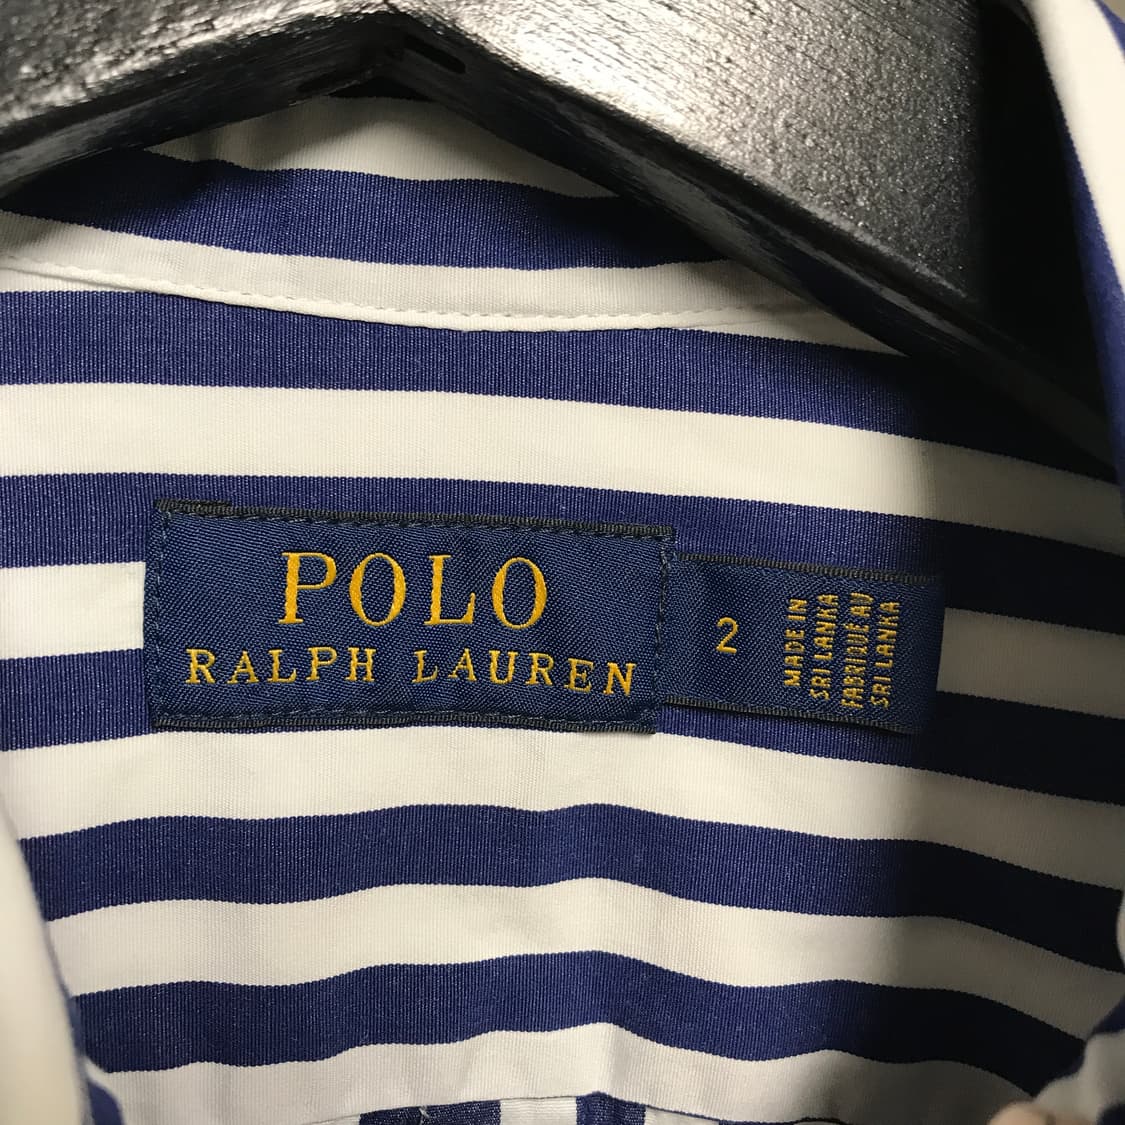 POLO
RALPH LAUREN
2
MADE IN
SRI LANKA
FABRIQUÉ AU
SRI LANKA